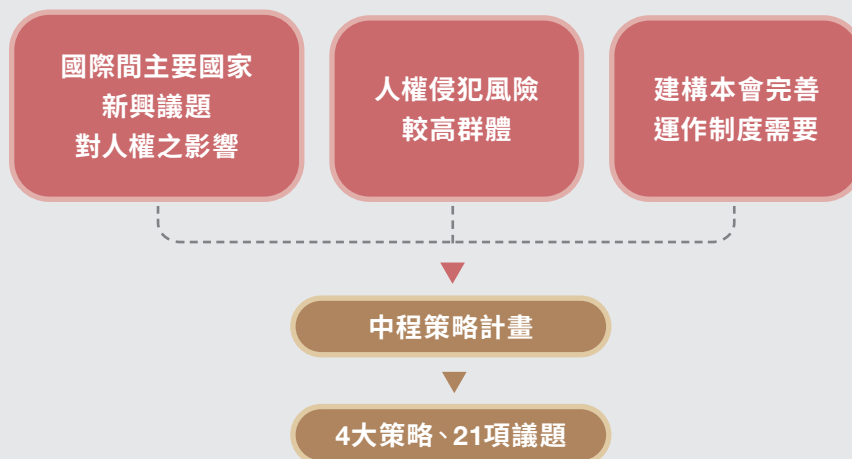 國際間主要國家
新興議題
對人權之影響
人權侵犯風險
較高群體
建構本會完善
運作制度需要
中程策略計畫
4大策略、21項議題